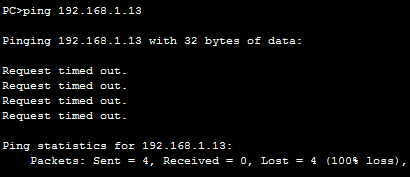 PC>ping 192.168.1.13
Pinging 192.168.1.13 with 32 bytes of data:
Request timed out.
Request timed out.
Request timed out.
Request timed out.
Ping statistics for 192.168.1.13:
    Packets: Sent = 4, Received = 0, Lost = 4 (100% loss),